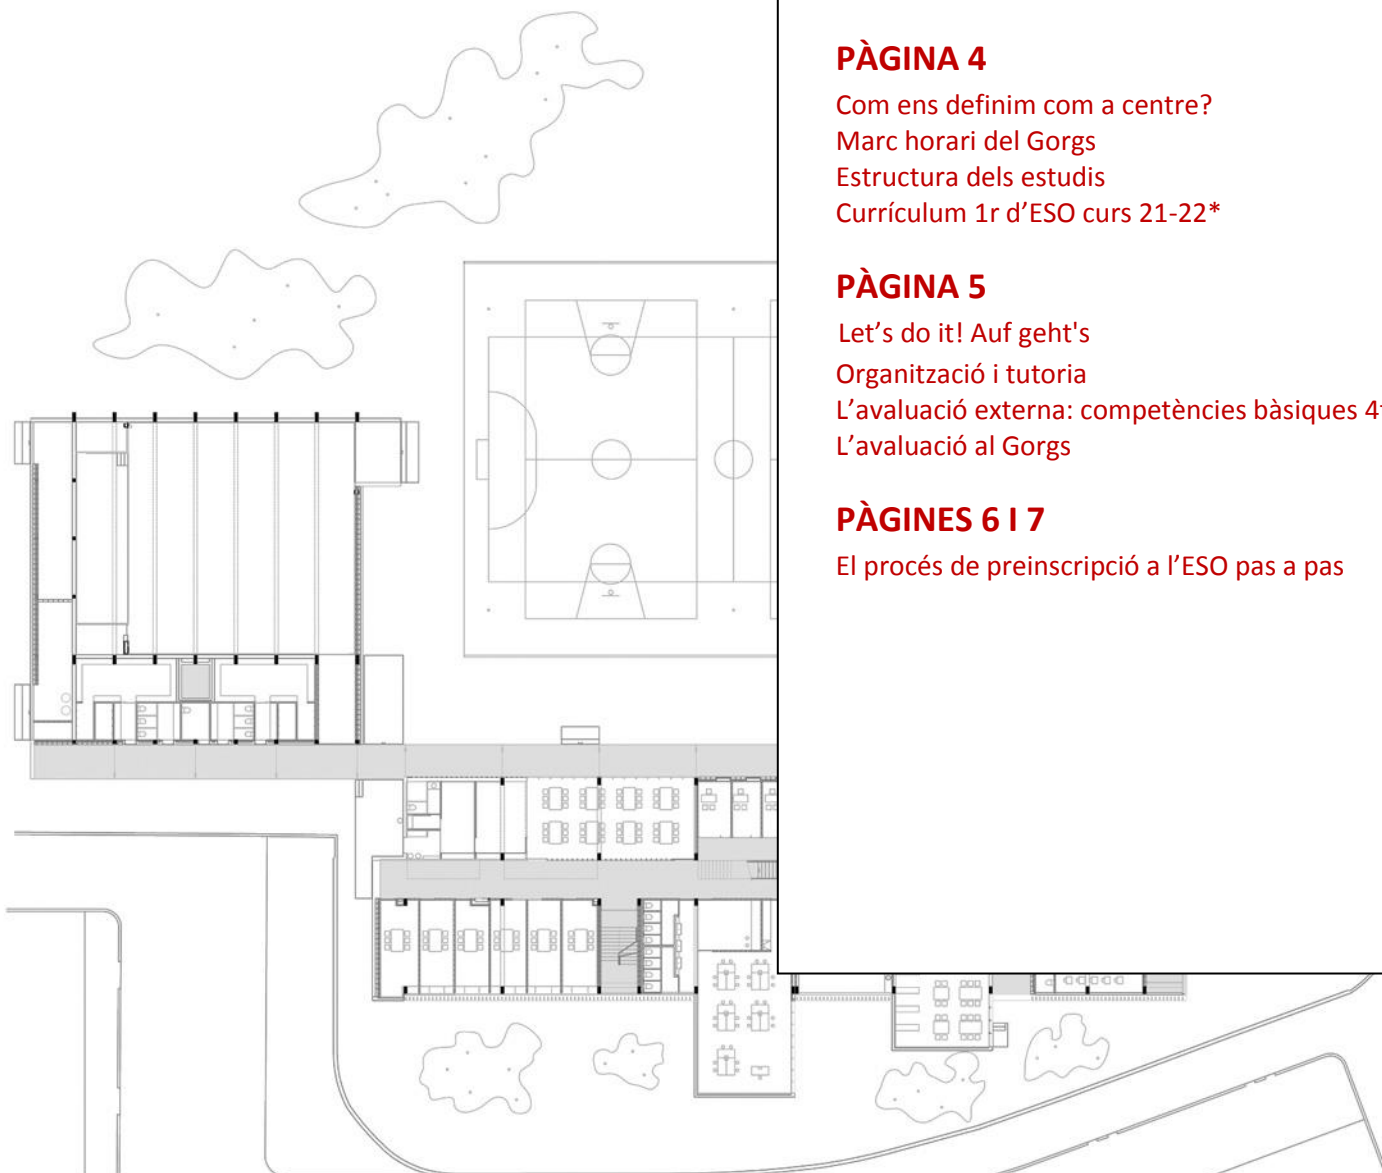 PÀGINA 4
Com ens definim com a centre?
Marc horari del Gorgs
Estructura dels estudis
Currículum 1r d’ESO curs 21-22*
PÀGINA 5
Let’s do it! Auf geht's
Organització i tutoria
L’avaluació externa: competències bàsiques 4
L’avaluació al Gorgs
PÀGINES 6 I 7
El procés de preinscripció a l’ESO pas a pas